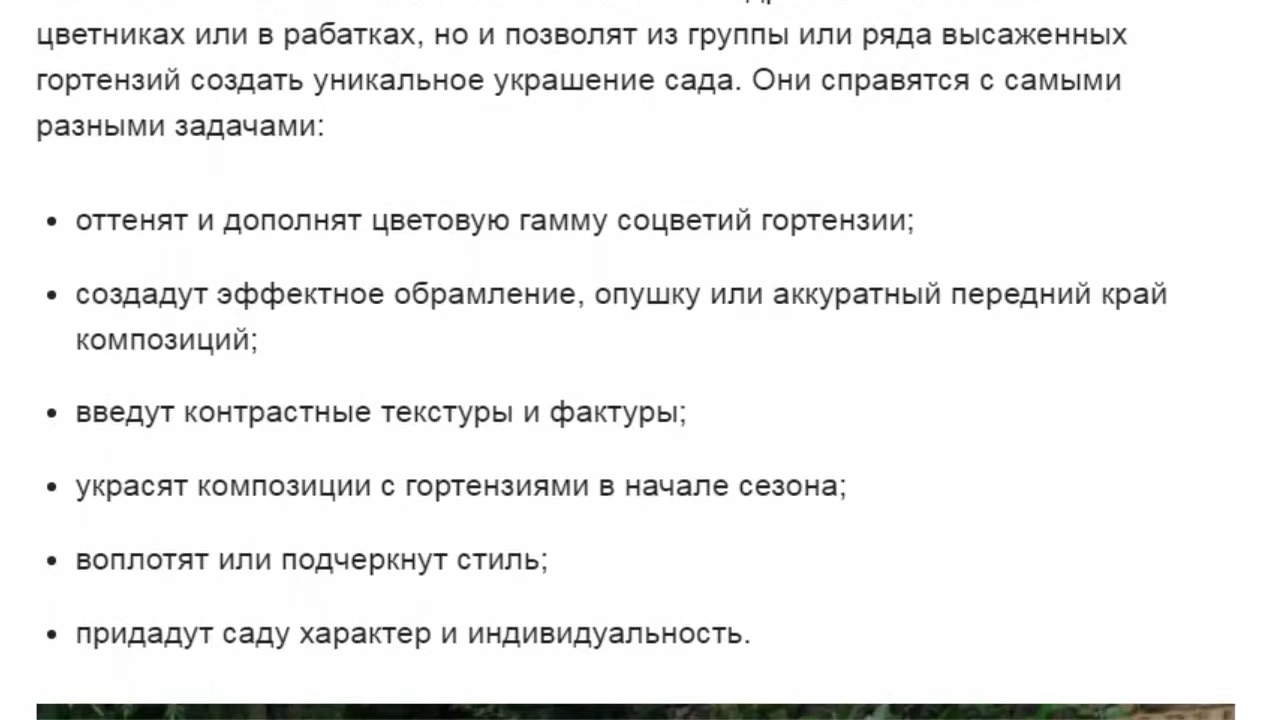 цветниках или в рабатках, но и позволят из группы или ряда высаженных
гортензий создать уникальное украшение сада. Они справятся с самыми
разными задачами:
• оттенят и дополнят цветовую гамму соцветий гортензии;
• создадут эффектное обрамление, опушку или аккуратный передний край
композиций;
• введут контрастные текстуры и фактуры;
• украсят композиции с гортензиями в начале сезона;
• воплотят или подчеркнут стиль;
• придадут саду характер и индивидуальность.